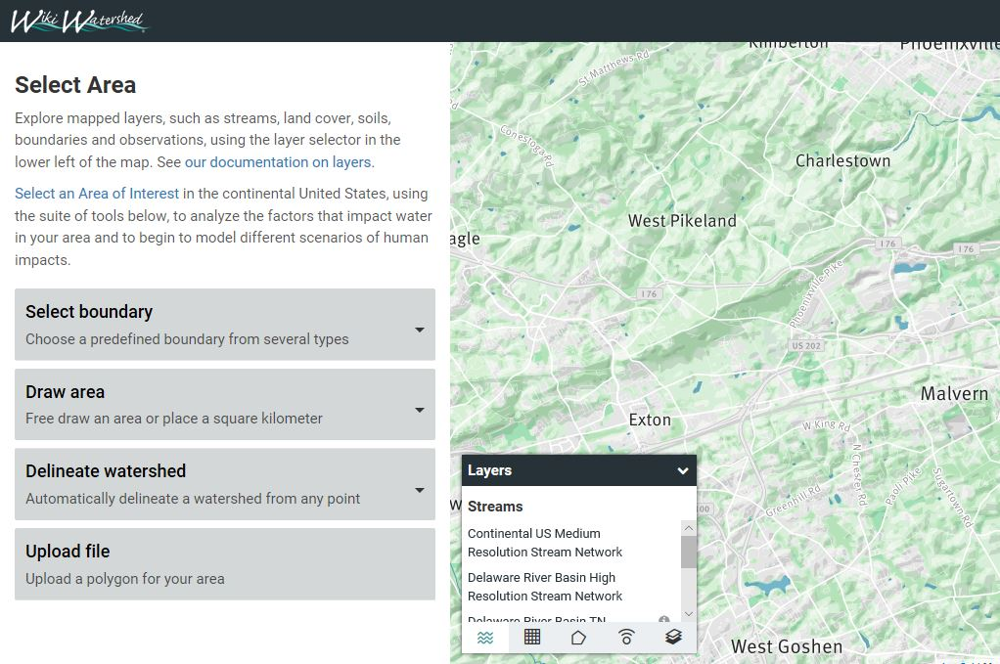 WikiWatershed
Select Area
Explore mapped layers, such as streams, land cover, soils,
boundaries and observations, using the layer selector in the
lower left of the map. See our documentation on layers.
Select an Area of Interest in the continental United States, using
the suite of tools below, to analyze the factors that impact water
in your area and to begin to model different scenarios of human
impacts.
Select boundary
Choose a predefined boundary from several types
Draw area
Free draw an area or place a square kilometer
Delineate watershed
Automatically delineate a watershed from any point
Upload file
Upload a polygon for your area
Kimberton
Phoenixville
St Matthews Rd
Rd
Conestoga Rd
Charlestown
West Pikeland
agle
I 76
I 76
I 76
Phoenixville Pike
US 202
Malvern
Exton
W King Rd
N Chester Rd
Paoli Pike
Sugartown Rd
Greenhill Rd
W
00
Layers
Streams
Continental US Medium
Resolution Stream Network
Delaware River Basin High
Resolution Stream Network
Delaware River Basin TN
West Goshen